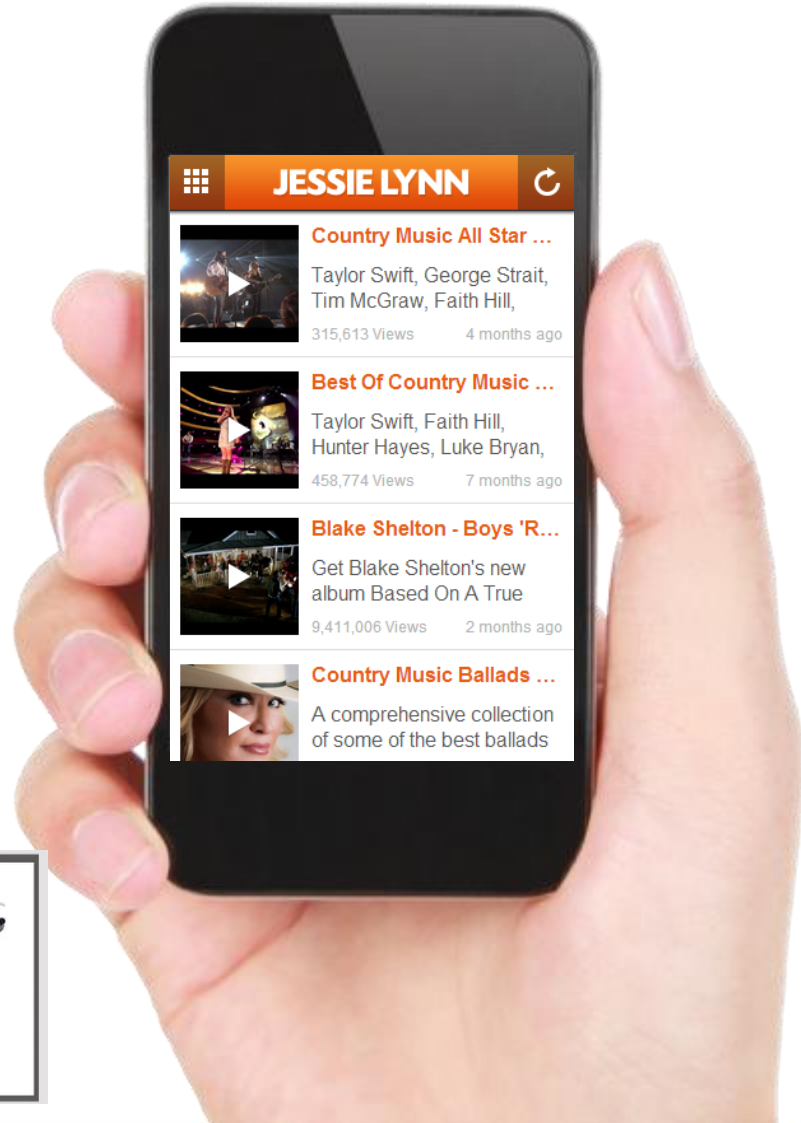 JESSIE LYNN
Country Music All Star ...
Taylor Swift, George Strait,
Tim McGraw, Faith Hill,
315,613 Views 4 months ago
Best Of Country Music ...
Taylor Swift, Faith Hill,
Hunter Hayes, Luke Bryan,
458,774 Views 7 months ago
Blake Shelton - Boys 'R...
Get Blake Shelton's new
album Based On A True
9,411,006 Views 2 months ago
Country Music Ballads ...
A comprehensive collection
of some of the best ballads